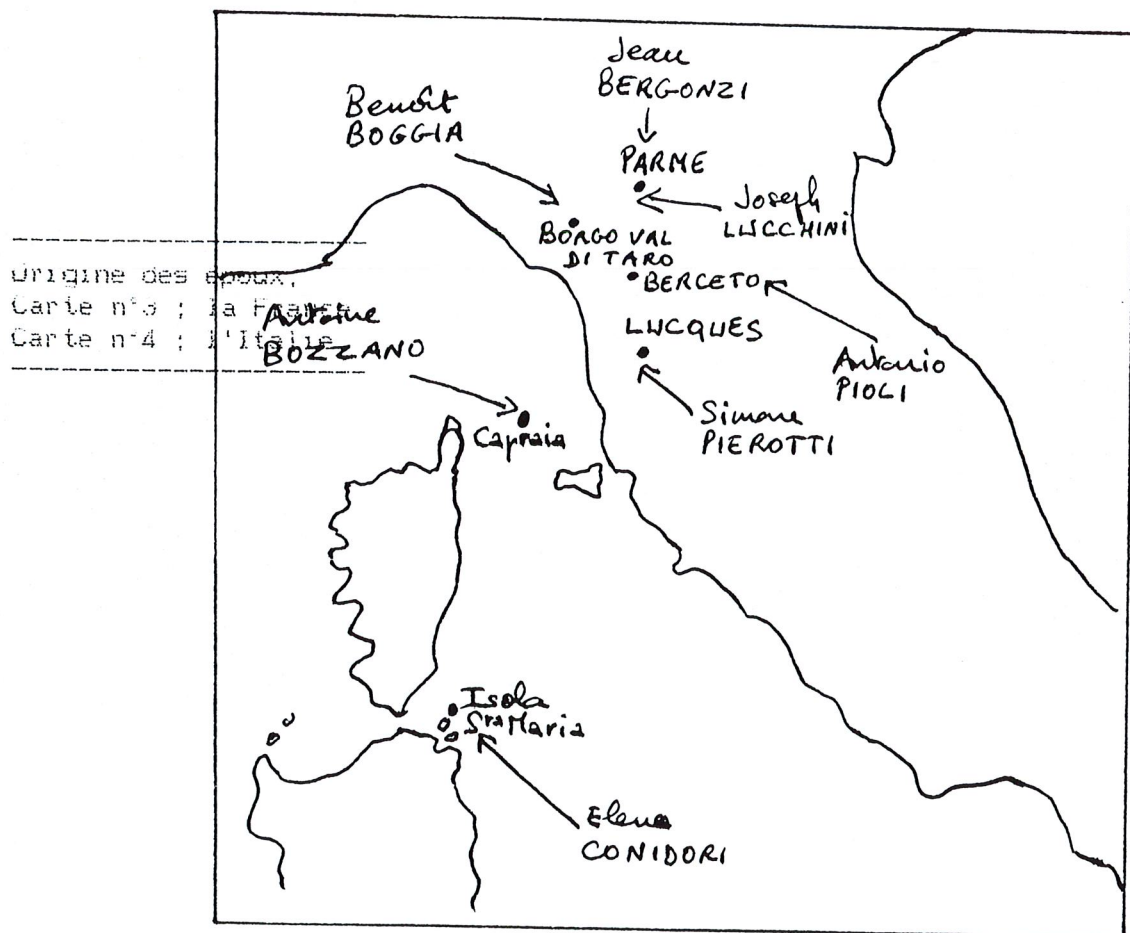 Jean
BERGONZI
Benoît
BOGGIA
PARME
Joseph
LUCCHINI
BORGO VAL
DI TARO
BERCETO
Origine des époux,
Carte n°3 ; la France
Carte n°4 ; l'Italie
Antoine
BOZZANO
LUCQUES
Antonio
PIOLI
Simone
PIEROTTI
Capraia
Isola
Sta Maria
Elena
CONIDORI